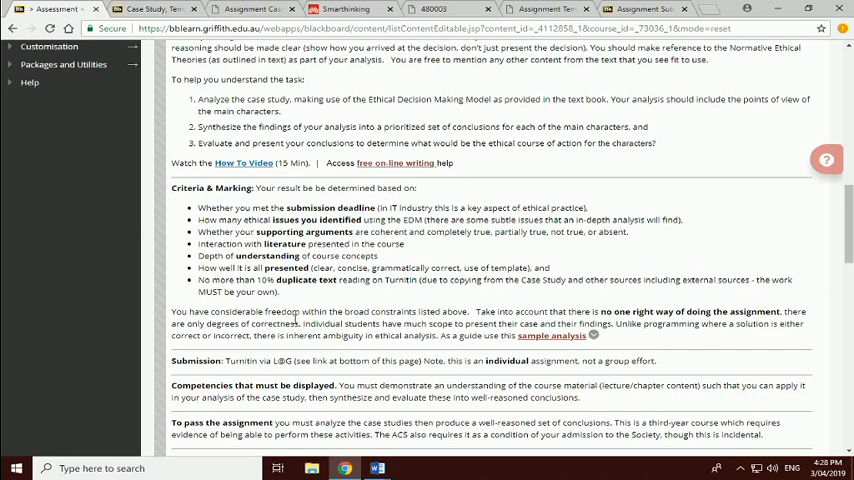 > Assessment <
Case Study, Tem
Assignment Cas
Smarthinking
480003
Assignment Tem
Assignment Sub
Secure | https://bblearn.griffith.edu.au/webapps/blackboard/content/listContentEditable.jsp?content_id=_4112858_1&course_id=_73036_1&mode=reset
Customisation
Packages and Utilities
Help
reasoning should be made clear (show how you arrived at the decision, don't just present the decision). You should make reference to the Normative Ethical
Theories (as outlined in text) as part of your analysis. You are free to mention any other concept from the text that you see fit to use.
To help you understand the task:
1. Analyze the case study, making use of the Ethical Decision Making Model as provided in the text book. Your analysis should include the points of view of
the main characters.
2. Synthesize the findings of your analysis into a prioritized set of conclusions for each of the main characters, and
3. Evaluate and present your conclusions to determine what would be the ethical course of action for the characters?
Watch the How To Video (15 Min). | Access free on-line writing help
Criteria & Marking: Your result be be determined based on:
• Whether you met the submission deadline (in IT Industry this is a key aspect of ethical practice),
• How many ethical issues you identified using the EDM (there are some subtle issues that an in-depth analysis will find),
• Whether your supporting arguments are coherent and completely true, partially true, not true, or absent.
• Interaction with literature presented in the course
• Depth of understanding of course concepts
• How well it is all presented (clear, concise, grammatically correct, use of template), and
• No more than 10% duplicate text reading on Turnitin (due to copying from the Case Study and other sources including external sources - the work
MUST be your own).
You have considerable freedom within the broad constraints listed above. Take into account that there is no one right way of doing the assignment, there
are only degrees of correctness. Individual students have much scope to present their case and their findings. Unlike programming where a solution is either
correct or incorrect, there is inherent ambiguity in ethical analysis. As a guide use this sample analysis
Submission: Turnitin via L@G (see link at bottom of this page) Note, this is an individual assignment, not a group effort.
Competencies that must be displayed. You must demonstrate an understanding of the course material (lecture/chapter content) such that you can apply it
in your analysis of the case study, then synthesize and evaluate these into well-reasoned conclusions.
To pass the assignment you must analyze the case studies then produce a well-reasoned set of conclusions. This is a third-year course which requires
evidence of being able to perform these activities. The ACS also requires it as a condition of your admission to the Society, though this is incidental.
Type here to search
ENG
4:28 PM
3/04/2019